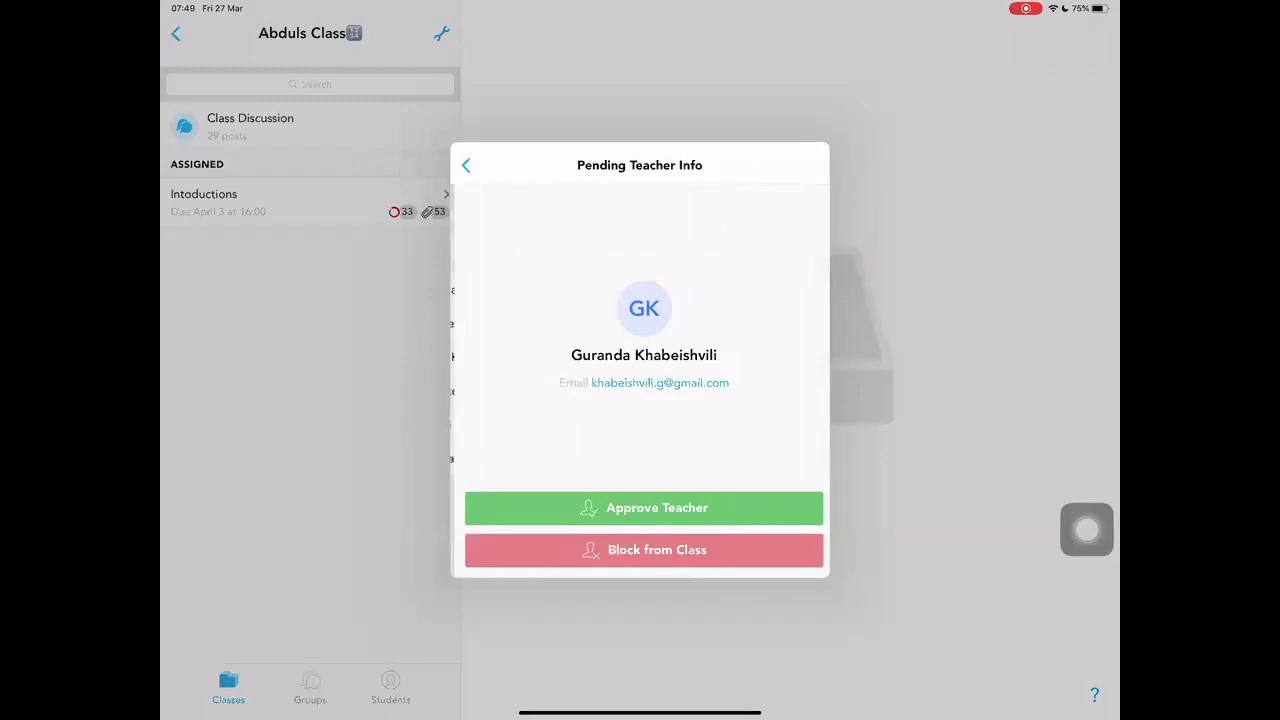 07:49 Fri 27 Mar
75%
Abduls Class
Search
Class Discussion
29 posts
ASSIGNED
Intoductions
Due April 3 at 16:00
33
53
Pending Teacher Info
GK
Guranda Khabeishvili
Email khabeishvili.g@gmail.com
Approve Teacher
Block from Class
Classes
Groups
Students
?